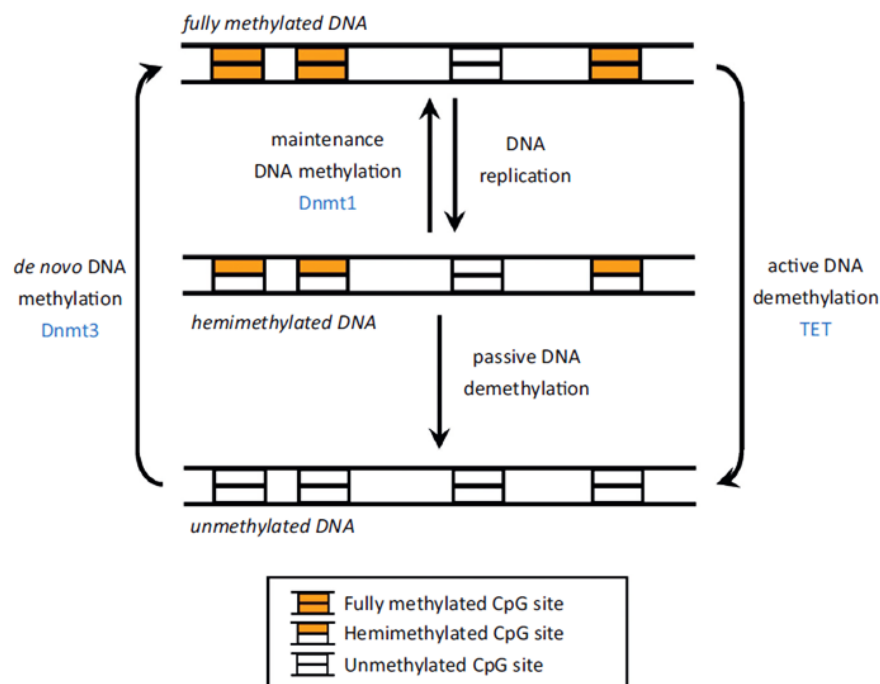 fully methylated DNA
maintenance
DNA methylation
Dnmt1
DNA
replication
de novo DNA
methylation
Dnmt3
active DNA
demethylation
TET
hemimethylated DNA
passive DNA
demethylation
unmethylated DNA
Fully methylated CpG site
Hemimethylated CpG site
Unmethylated CpG site